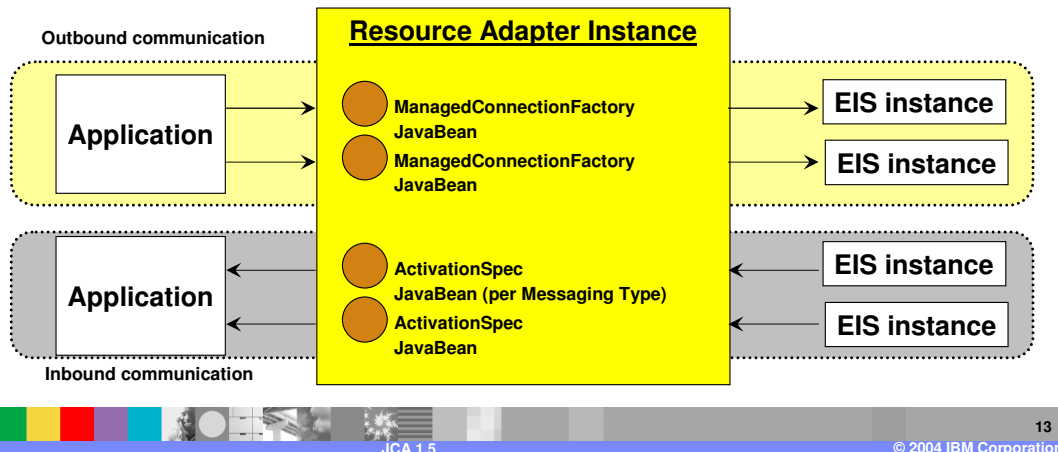 Resource Adapter Instance
Outbound communication
Application
ManagedConnectionFactory
JavaBean
ManagedConnectionFactory
JavaBean
EIS instance
EIS instance
Application
ActivationSpec
JavaBean (per Messaging Type)
ActivationSpec
JavaBean
EIS instance
EIS instance
Inbound communication
13
JCA 1.5
© 2004 IBM Corporation